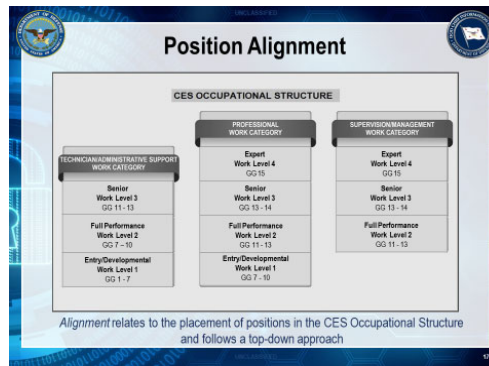 UNCLASSIFIED
Position Alignment
CES OCCUPATIONAL STRUCTURE
TECHNICIAN/ADMINISTRATIVE SUPPORT
WORK CATEGORY
Senior
Work Level 3
GG 11 - 13
Full Performance
Work Level 2
GG 7 – 10
Entry/Developmental
Work Level 1
GG 1 - 7
PROFESSIONAL
WORK CATEGORY
Expert
Work Level 4
GG 15
Senior
Work Level 3
GG 13 - 14
Full Performance
Work Level 2
GG 11 - 13
Entry/Developmental
Work Level 1
GG 7 - 10
SUPERVISION/MANAGEMENT
WORK CATEGORY
Expert
Work Level 4
GG 15
Senior
Work Level 3
GG 13 - 14
Full Performance
Work Level 2
GG 11 - 13
Alignment relates to the placement of positions in the CES Occupational Structure
and follows a top-down approach
UNCLASSIFIED
17